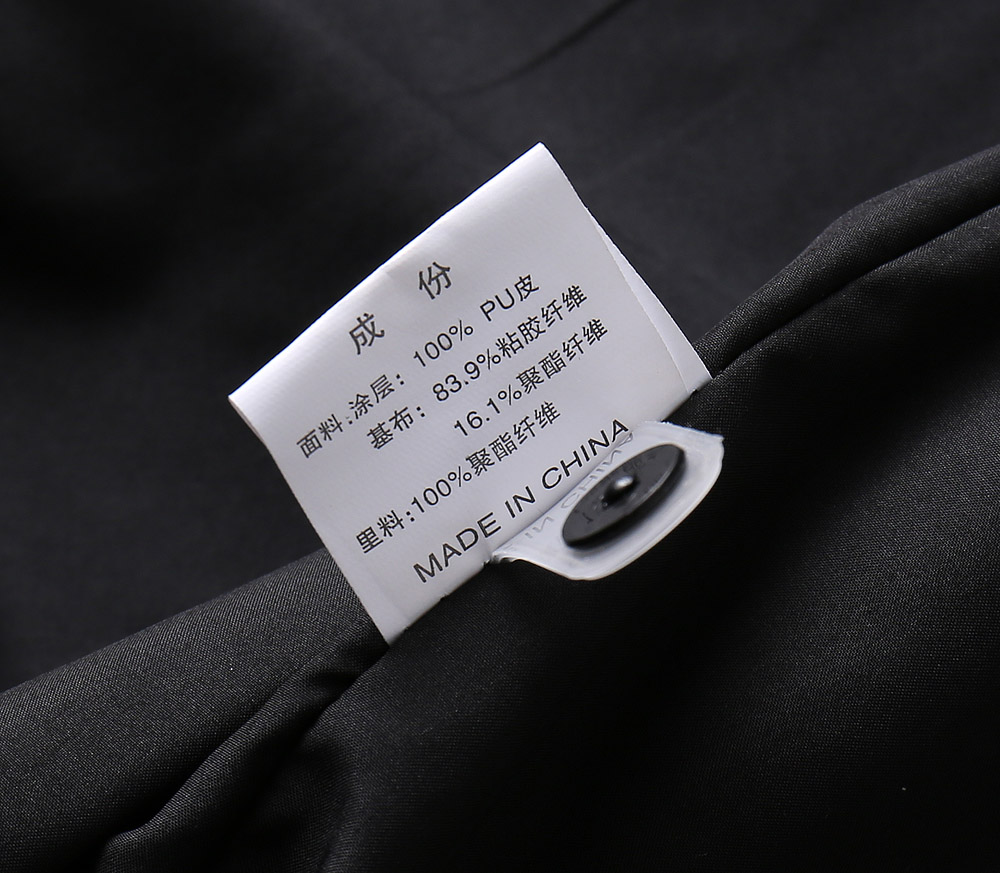 成 份
面料:涂层: 100% PU皮
基布: 83.9%粘胶纤维
16.1%聚酯纤维
里料:100%聚酯纤维
MADE IN CHINA